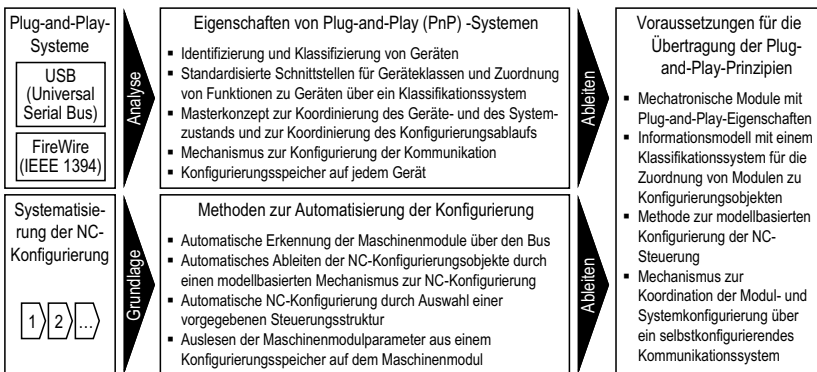 Plug-and-Play-
Systeme
USB
(Universal
Serial Bus)
FireWire
(IEEE 1394)
Analyse
Eigenschaften von Plug-and-Play (PnP) -Systemen
▪ Identifizierung und Klassifizierung von Geräten
▪ Standardisierte Schnittstellen für Geräteklassen und Zuordnung
von Funktionen zu Geräten über ein Klassifikationssystem
▪ Masterkonzept zur Koordinierung des Geräte- und des System-
zustands und zur Koordinierung des Konfigurierungsablaufs
▪ Mechanismus zur Konfigurierung der Kommunikation
▪ Konfigurierungsspeicher auf jedem Gerät
Ableiten
Systematisie-
rung der NC-
Konfigurierung
1 2 ...
Grundlage
Methoden zur Automatisierung der Konfigurierung
▪ Automatische Erkennung der Maschinenmodule über den Bus
▪ Automatisches Ableiten der NC-Konfigurierungsobjekte durch
einen modellbasierten Mechanismus zur NC-Konfigurierung
▪ Automatische NC-Konfigurierung durch Auswahl einer
vorgegebenen Steuerungsstruktur
▪ Auslesen der Maschinenmodulparameter aus einem
Konfigurierungsspeicher auf dem Maschinenmodul
Ableiten
Voraussetzungen für die
Übertragung der Plug-
and-Play-Prinzipien
▪ Mechatronische Module mit
Plug-and-Play-Eigenschaften
▪ Informationsmodell mit einem
Klassifikationssystem für die
Zuordnung von Modulen zu
Konfigurierungsobjekten
▪ Methode zur modellbasierten
Konfigurierung der NC-
Steuerung
▪ Mechanismus zur
Koordination der Modul- und
Systemkonfigurierung über
ein selbstkonfigurierendes
Kommunikationssystem